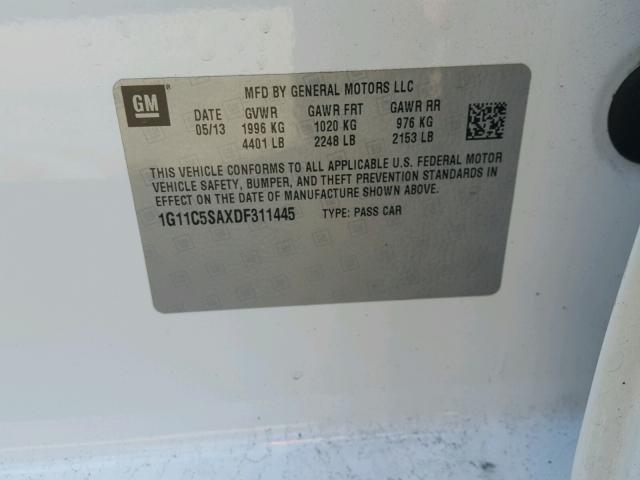 GM
MFD BY GENERAL MOTORS LLC
DATE GVWR GAWR FRT GAWR RR
05/13 1996 KG 1020 KG 976 KG
4401 LB 2248 LB 2153 LB
THIS VEHICLE CONFORMS TO ALL APPLICABLE U.S. FEDERAL MOTOR
VEHICLE SAFETY, BUMPER, AND THEFT PREVENTION STANDARDS
IN EFFECT ON THE DATE OF MANUFACTURE SHOWN ABOVE.
1G11C5SAXDF311445 TYPE: PASS CAR